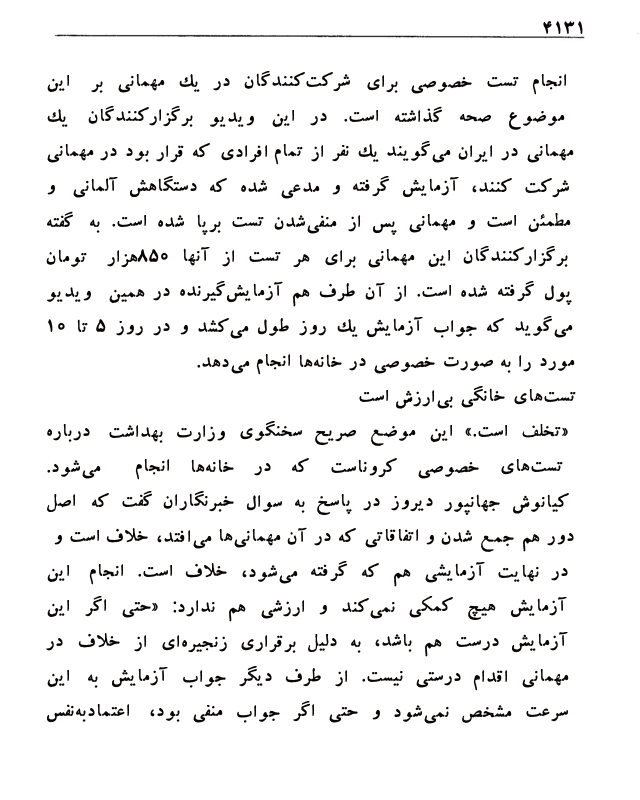 ۴۱۳۱
انجام تست خصوصی برای شرکت‌کنندگان در یك مهمانی بر این
موضوع صحه گذاشته است. در این ویدیو برگزارکنندگان یك
مهمانی در ایران می‌گویند یك نفر از تمام افرادی که قرار بود در مهمانی
شرکت کنند، آزمایش گرفته و مدعی شده که دستگاهش آلمانی و
مطمئن است و مهمانی پس از منفی‌شدن تست برپا شده است. به گفته
برگزارکنندگان این مهمانی برای هر تست از آنها ۸۵۰هزار تومان
پول گرفته شده است. از آن طرف هم آزمایش‌گیرنده در همین ویدیو
می‌گوید که جواب آزمایش یك روز طول می‌کشد و در روز ۵ تا ۱۰
مورد را به صورت خصوصی در خانه‌ها انجام می‌دهد.
تست‌های خانگی بی‌ارزش است
«تخلف است.» این موضع صریح سخنگوی وزارت بهداشت درباره
تست‌های خصوصی کروناست که در خانه‌ها انجام می‌شود.
کیانوش جهانپور دیروز در پاسخ به سوال خبرنگاران گفت که اصل
دور هم جمع شدن و اتفاقاتی که در آن مهمانی‌ها می‌افتد، خلاف است و
در نهایت آزمایشی هم که گرفته می‌شود، خلاف است. انجام این
آزمایش هیچ کمکی نمی‌کند و ارزشی هم ندارد: «حتی اگر این
آزمایش درست هم باشد، به دلیل برقراری زنجیره‌ای از خلاف در
مهمانی اقدام درستی نیست. از طرف دیگر جواب آزمایش به این
سرعت مشخص نمی‌شود و حتی اگر جواب منفی بود، اعتمادبه‌نفس